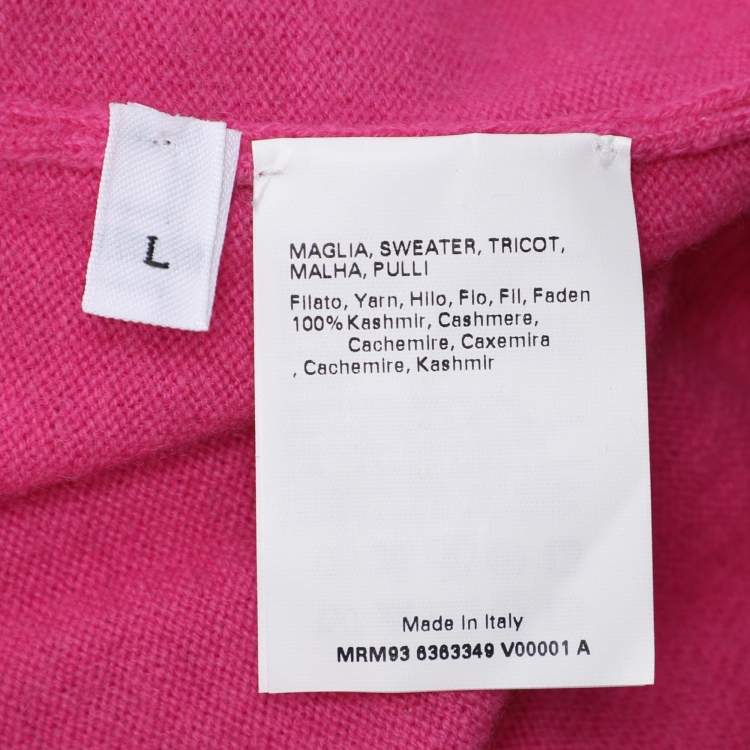 L
MAGLIA, SWEATER, TRICOT,
MALHA, PULLI
Filato, Yarn, Hilo, Fio, Fil, Faden
100% Kashmir, Cashmere,
Cachemire, Caxemira
, Cachemire, Kashmir
Made In Italy
MRM93 6363349 V00001 A